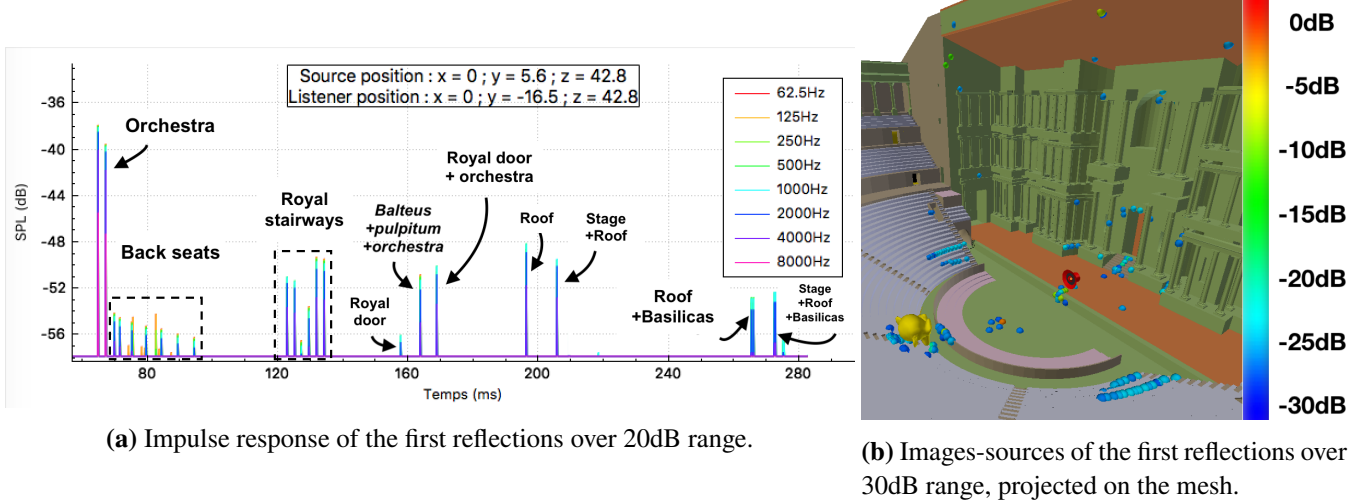 Source position : x = 0 ; y = 5.6 ; z = 42.8
Listener position : x = 0 ; y = -16.5 ; z = 42.8
-36
-40
-44
-48
-52
-56
SPL (dB)
Orchestra
Back seats
Royal
stairways
Royal
door
Balteus
+pulpitum
+orchestra
Royal door
+ orchestra
Roof
Stage
+Roof
Roof
+Basilicas
Stage
+Roof
+Basilicas
62.5Hz
125Hz
250Hz
500Hz
1000Hz
2000Hz
4000Hz
8000Hz
80
120
160
200
240
280
Temps (ms)
(a) Impulse response of the first reflections over 20dB range.
0dB
-5dB
-10dB
-15dB
-20dB
-25dB
-30dB
(b) Images-sources of the first reflections over
30dB range, projected on the mesh.